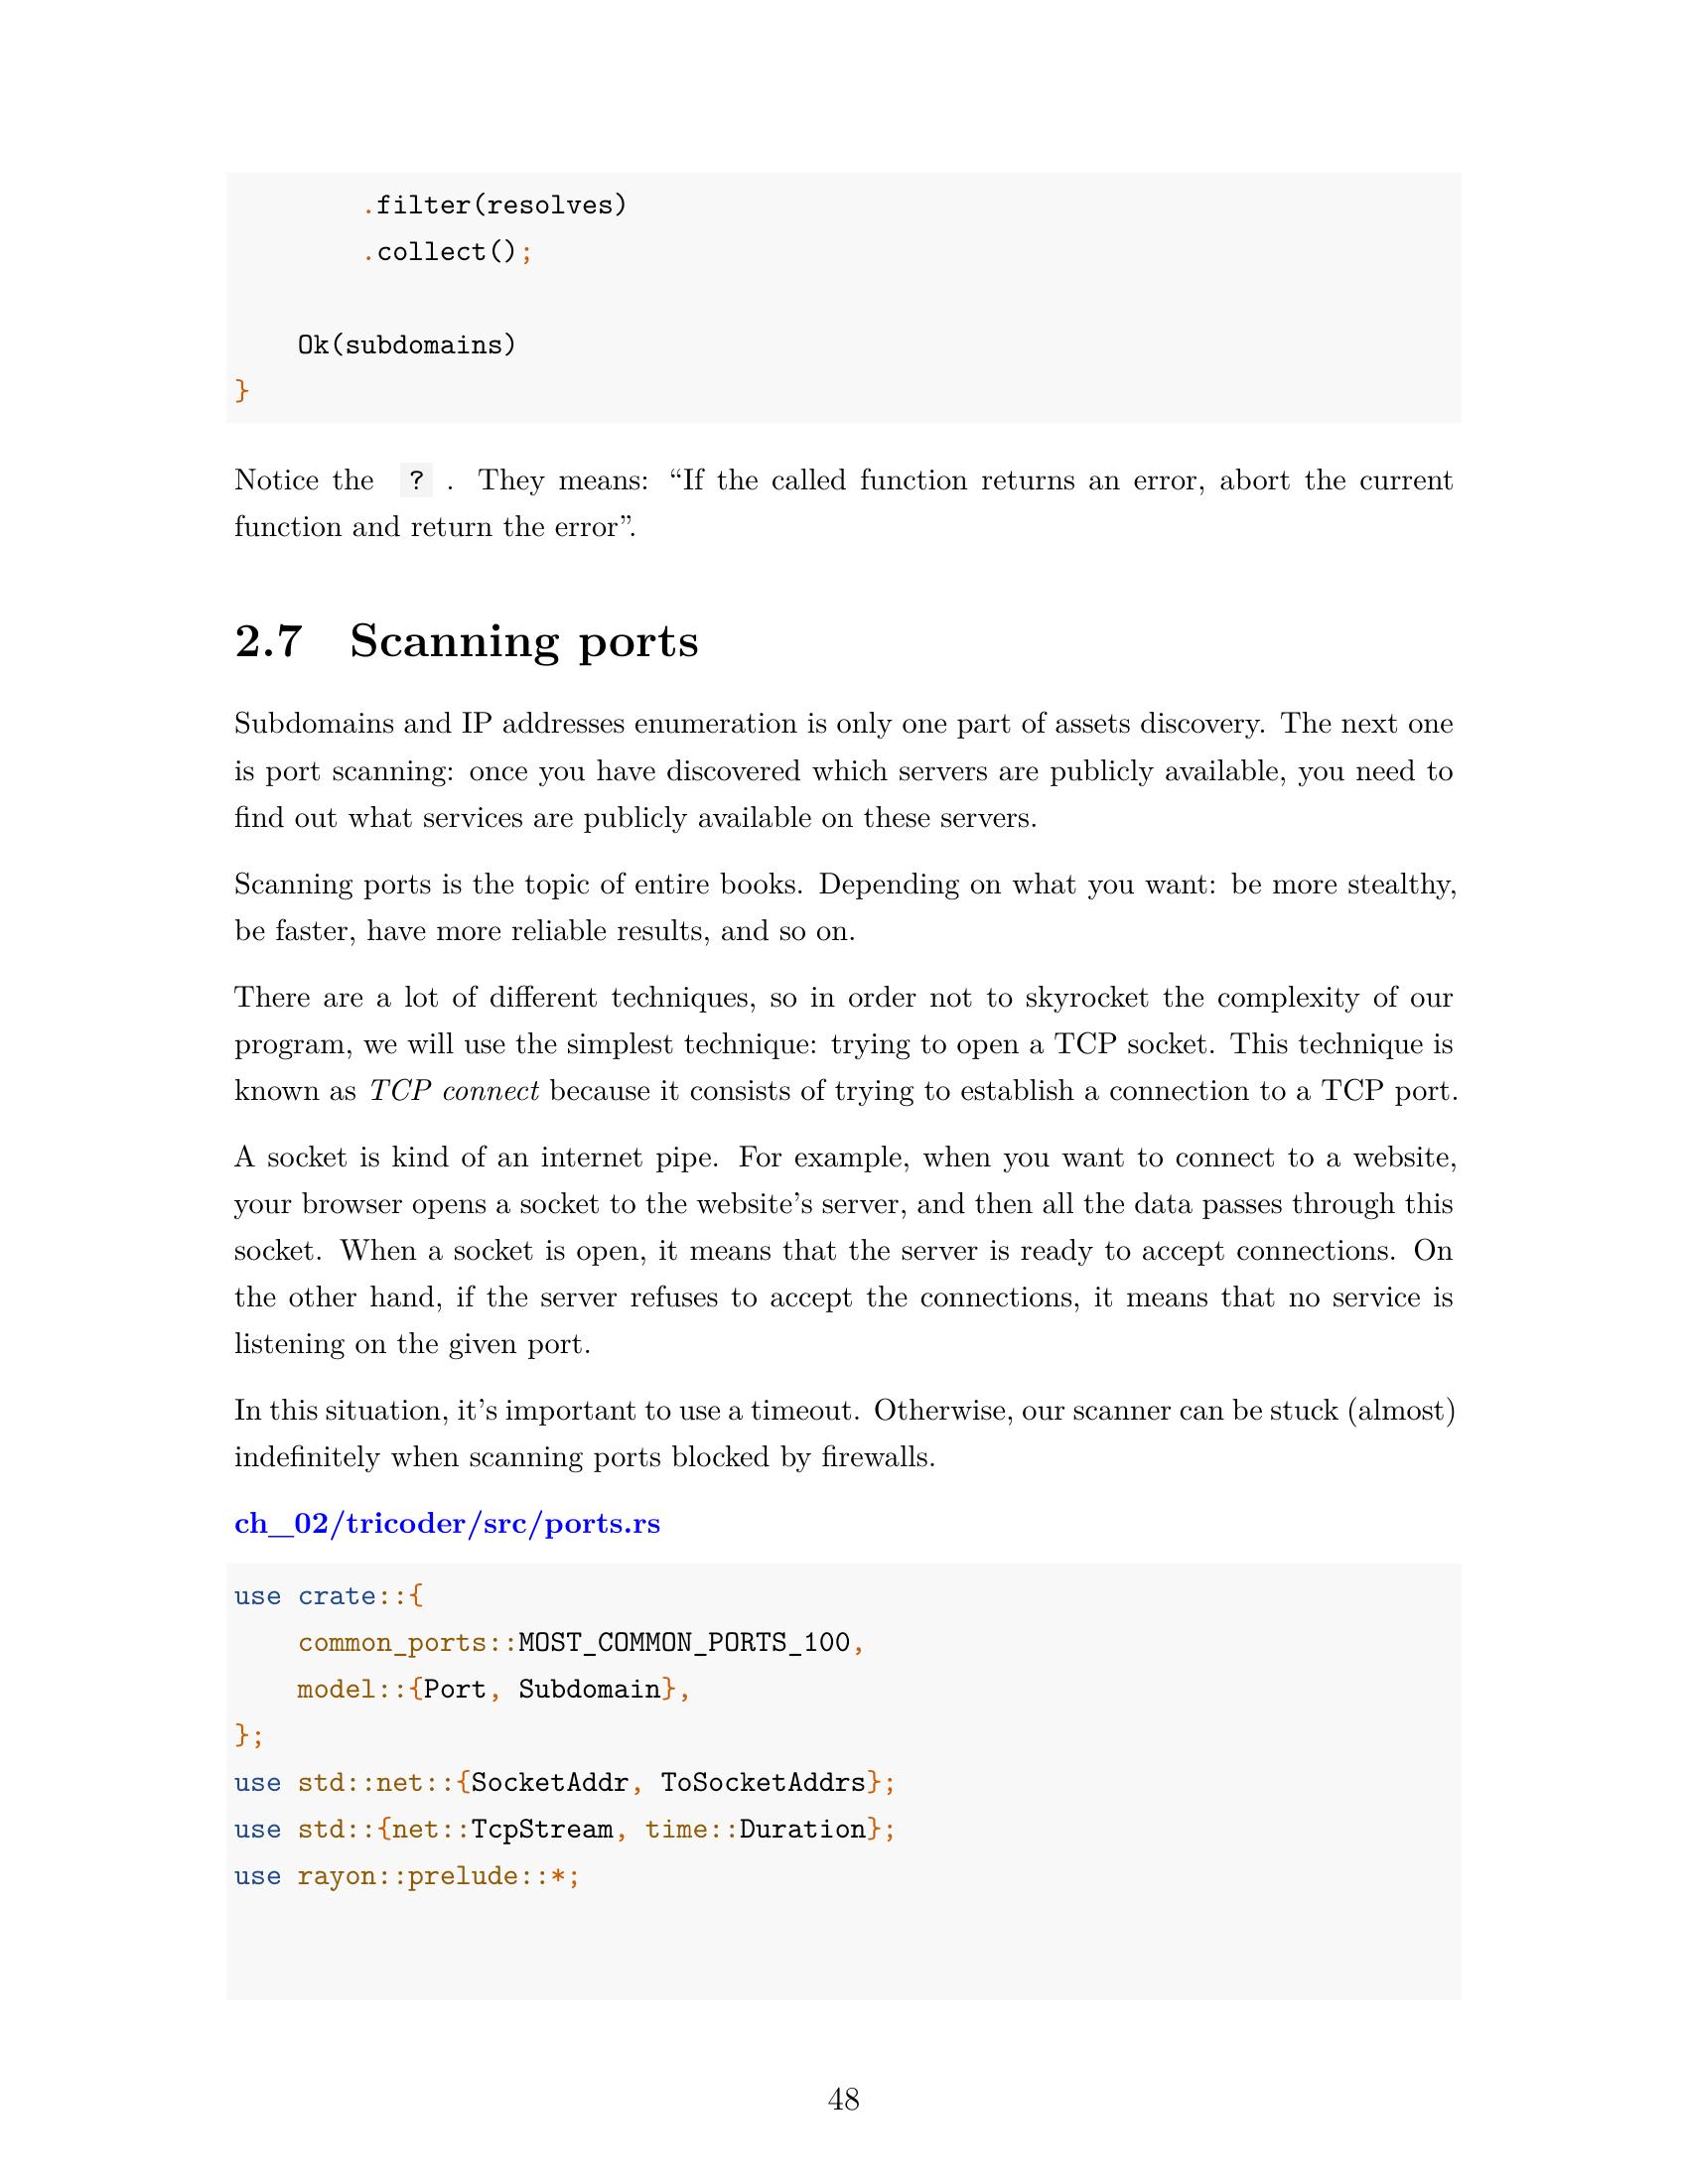 .filter(resolves)
        .collect();

    Ok(subdomains)
}
Notice the ? . They means: “If the called function returns an error, abort the current
function and return the error”.
2.7 Scanning ports
Subdomains and IP addresses enumeration is only one part of assets discovery. The next one
is port scanning: once you have discovered which servers are publicly available, you need to
find out what services are publicly available on these servers.
Scanning ports is the topic of entire books. Depending on what you want: be more stealthy,
be faster, have more reliable results, and so on.
There are a lot of different techniques, so in order not to skyrocket the complexity of our
program, we will use the simplest technique: trying to open a TCP socket. This technique is
known as TCP connect because it consists of trying to establish a connection to a TCP port.
A socket is kind of an internet pipe. For example, when you want to connect to a website,
your browser opens a socket to the website’s server, and then all the data passes through this
socket. When a socket is open, it means that the server is ready to accept connections. On
the other hand, if the server refuses to accept the connections, it means that no service is
listening on the given port.
In this situation, it’s important to use a timeout. Otherwise, our scanner can be stuck (almost)
indefinitely when scanning ports blocked by firewalls.
ch_02/tricoder/src/ports.rs
use crate::{
    common_ports::MOST_COMMON_PORTS_100,
    model::{Port, Subdomain},
};
use std::net::{SocketAddr, ToSocketAddrs};
use std::{net::TcpStream, time::Duration};
use rayon::prelude::*;
48